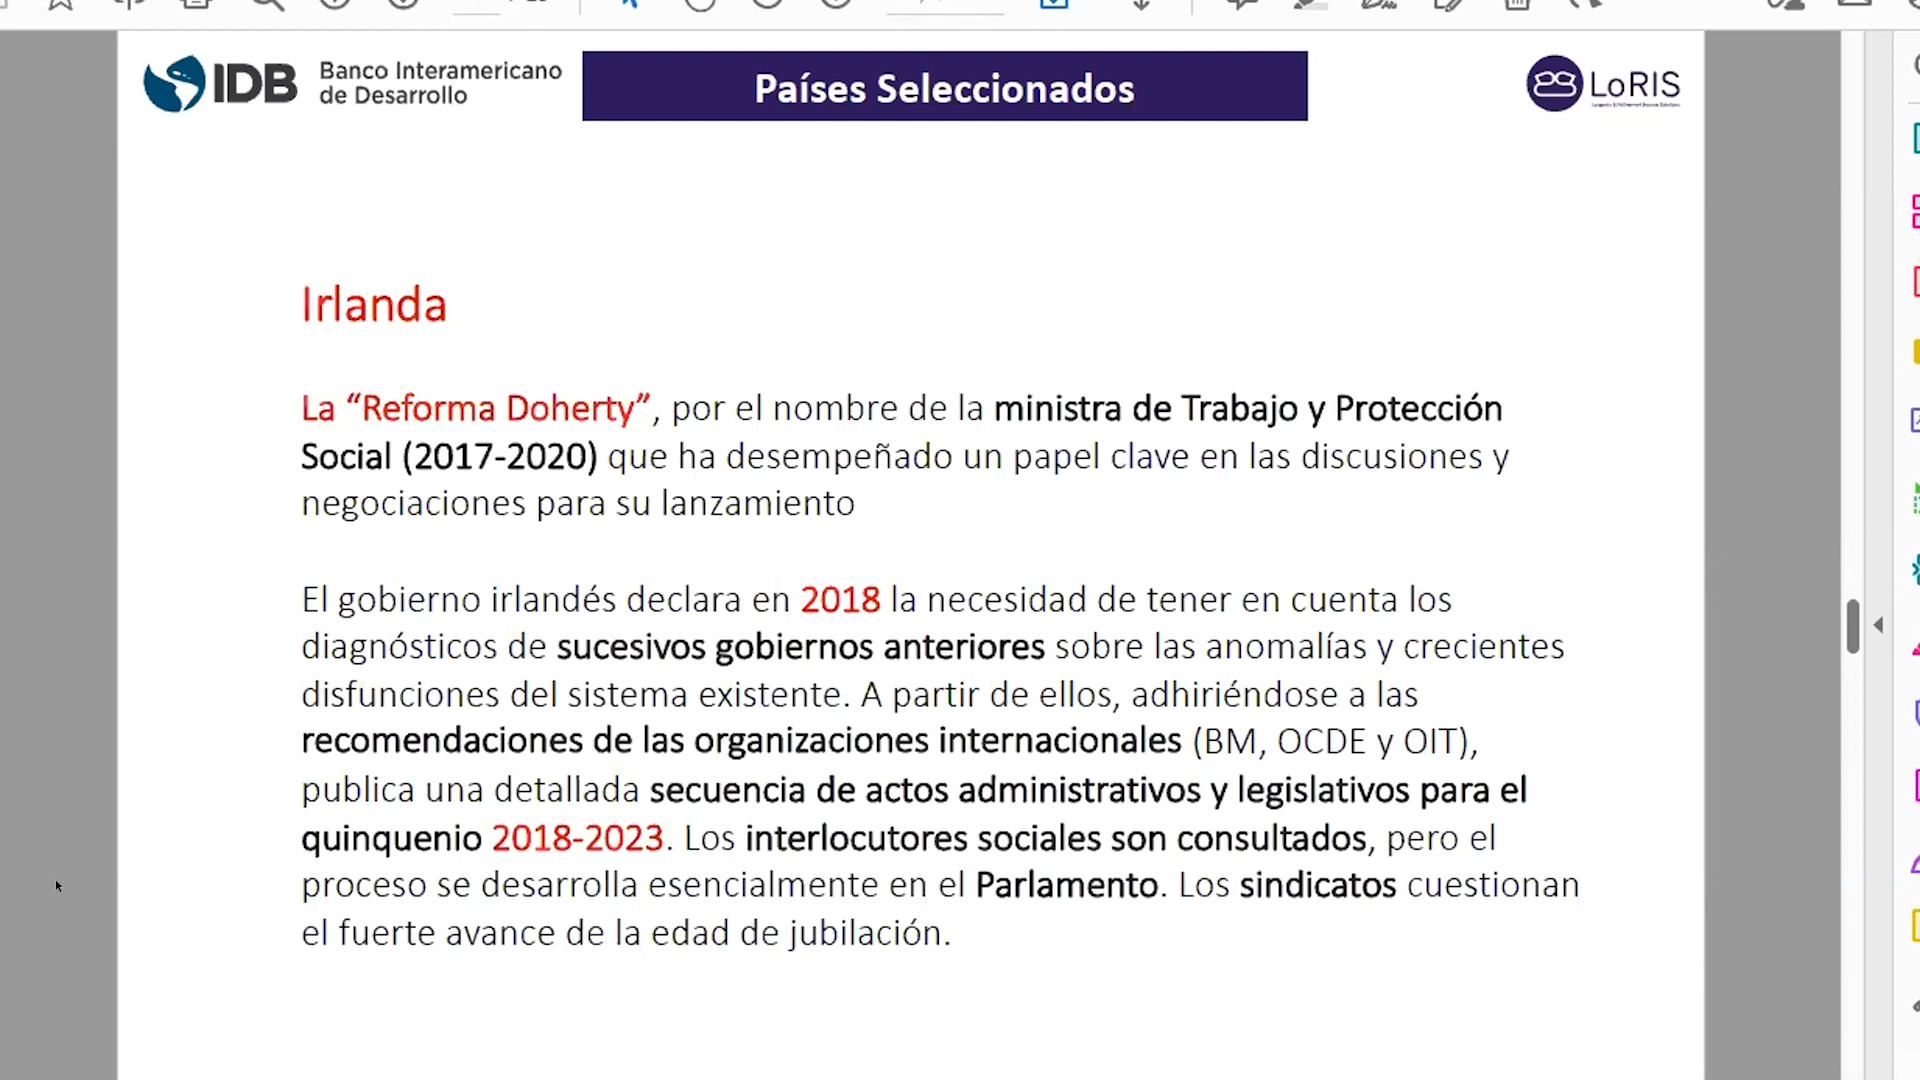 IDB
Banco Interamericano
de Desarrollo
Países Seleccionados
LoRIS
Irlanda
La “Reforma Doherty”, por el nombre de la ministra de Trabajo y Protección
Social (2017-2020) que ha desempeñado un papel clave en las discusiones y
negociaciones para su lanzamiento
El gobierno irlandés declara en 2018 la necesidad de tener en cuenta los
diagnósticos de sucesivos gobiernos anteriores sobre las anomalías y crecientes
disfunciones del sistema existente. A partir de ellos, adhiriéndose a las
recomendaciones de las organizaciones internacionales (BM, OCDE y OIT),
publica una detallada secuencia de actos administrativos y legislativos para el
quinquenio 2018-2023. Los interlocutores sociales son consultados, pero el
proceso se desarrolla esencialmente en el Parlamento. Los sindicatos cuestionan
el fuerte avance de la edad de jubilación.